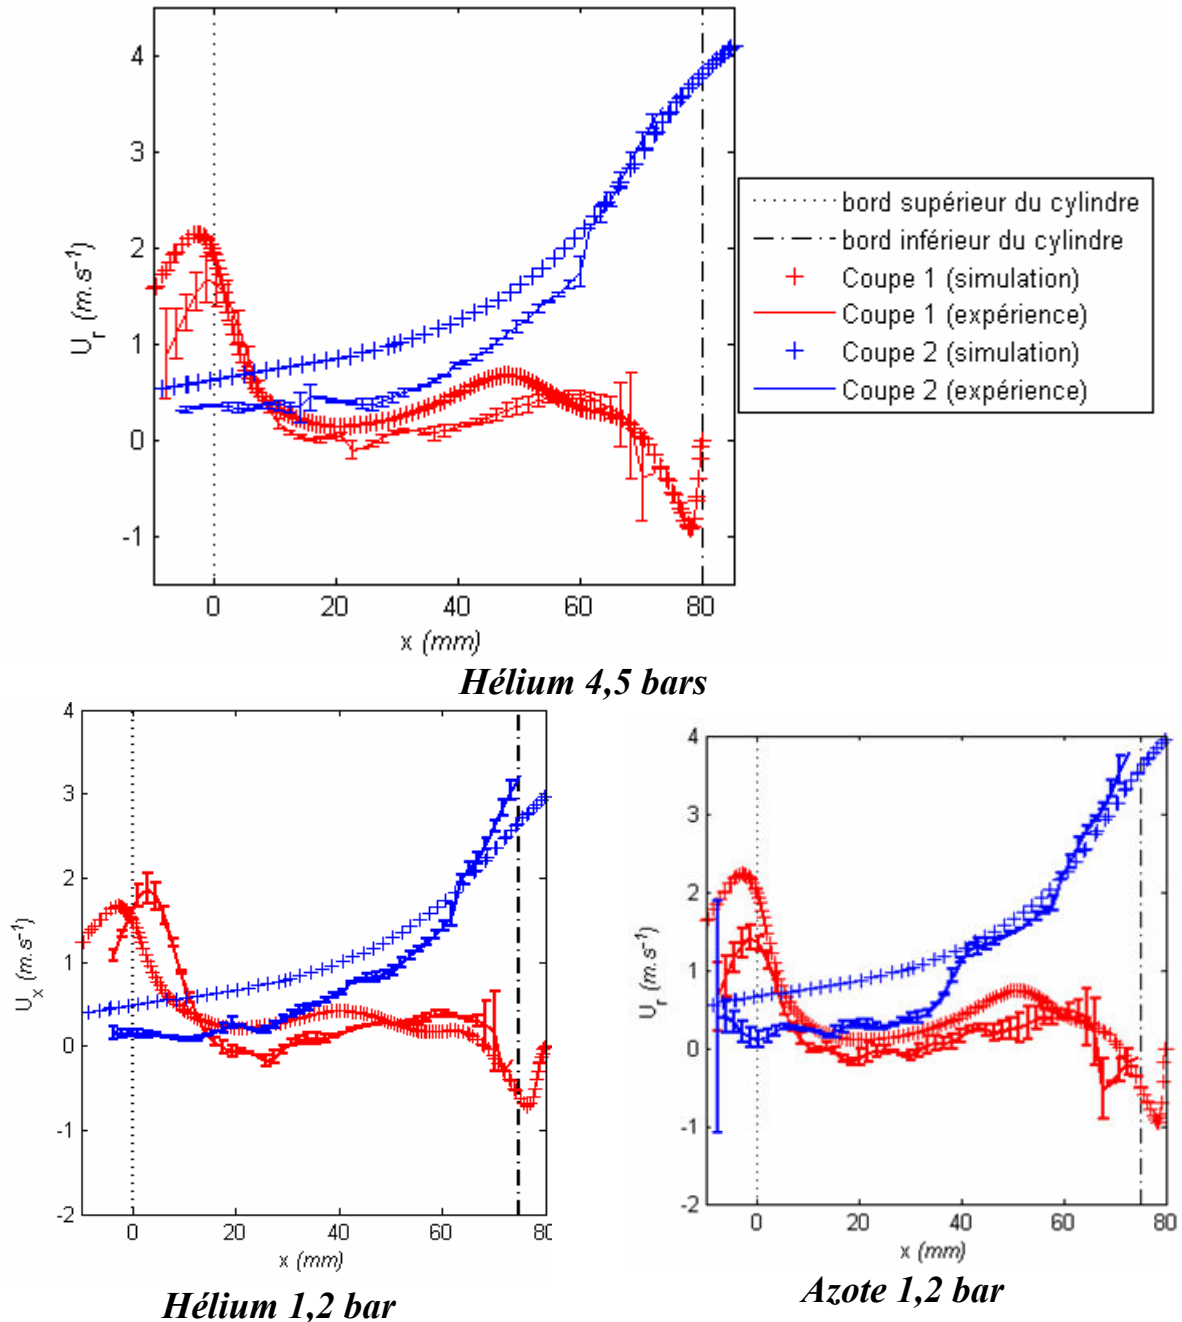 4
3
2
1
0
-1
U_r (m.s⁻¹)
0 20 40 60 80
x (mm)
bord supérieur du cylindre
bord inférieur du cylindre
Coupe 1 (simulation)
Coupe 1 (expérience)
Coupe 2 (simulation)
Coupe 2 (expérience)
Hélium 4,5 bars
4
3
2
1
0
-1
-2
U_x (m.s⁻¹)
0 20 40 60 80
x (mm)
Hélium 1,2 bar
4
3
2
1
0
-1
-2
U_r (m.s⁻¹)
0 20 40 60 80
x (mm)
Azote 1,2 bar